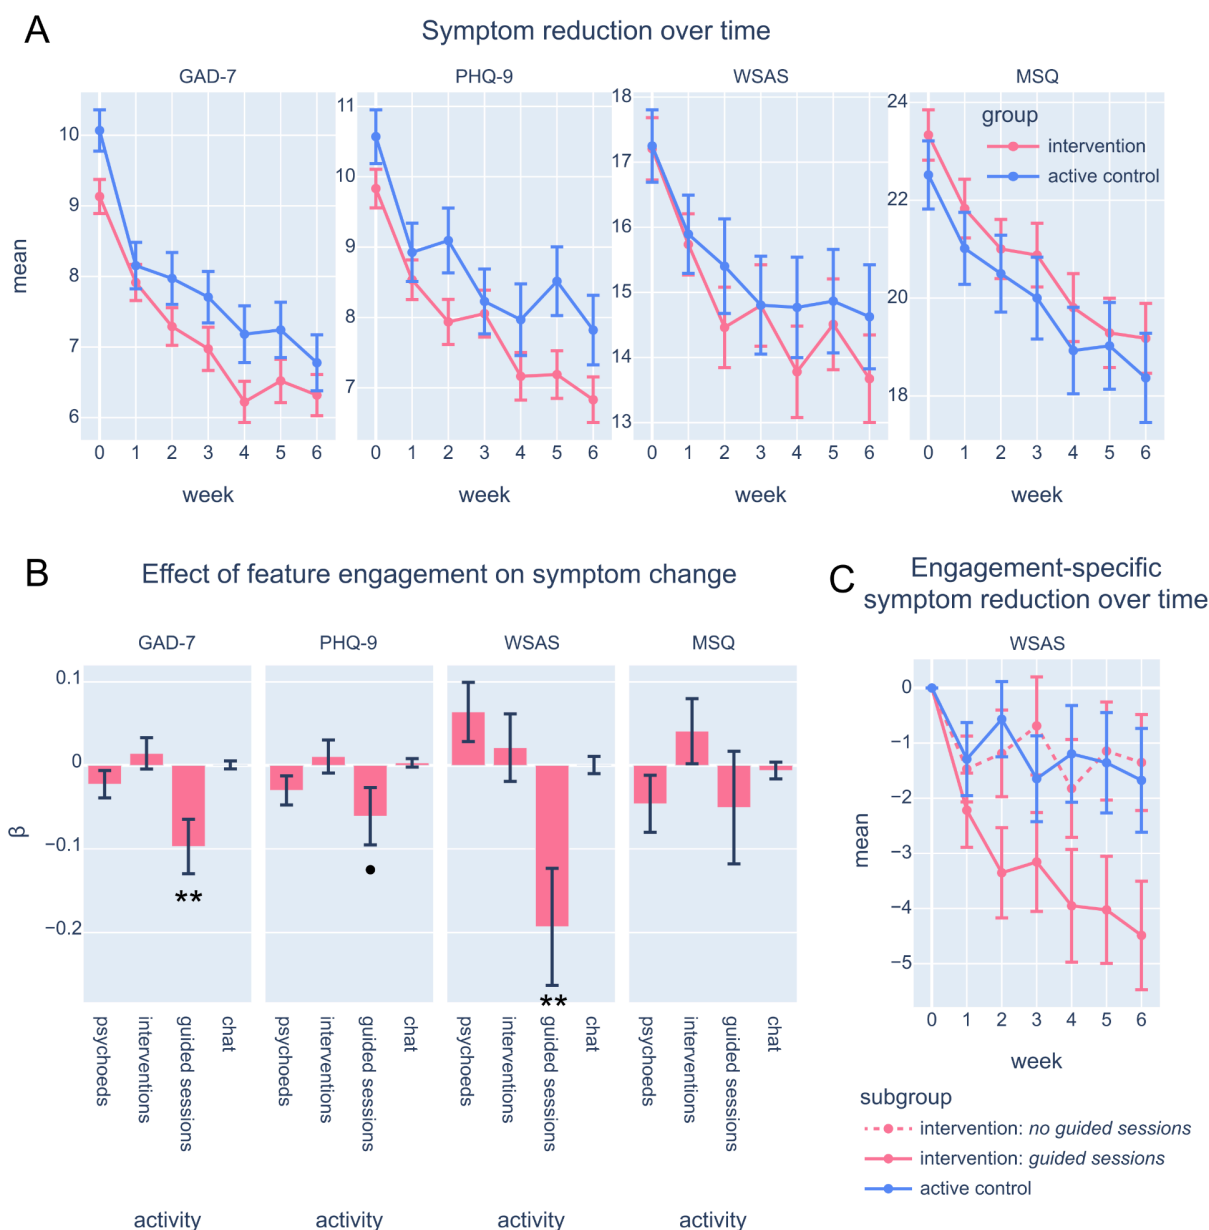 A
Symptom reduction over time
GAD-7
PHQ-9
WSAS
MSQ
mean
10
9
8
7
6
0 1 2 3 4 5 6
week
11
10
9
8
7
0 1 2 3 4 5 6
week
18
17
16
15
14
13
0 1 2 3 4 5 6
week
24
22
20
18
0 1 2 3 4 5 6
week
group
intervention
active control
B
Effect of feature engagement on symptom change
GAD-7
PHQ-9
WSAS
MSQ
β
0.1
0
−0.1
−0.2
**
•
**
psychoeds
interventions
guided sessions
chat
activity
psychoeds
interventions
guided sessions
chat
activity
psychoeds
interventions
guided sessions
chat
activity
psychoeds
interventions
guided sessions
chat
activity
C
Engagement-specific
symptom reduction over time
WSAS
mean
0
−1
−2
−3
−4
−5
0 1 2 3 4 5 6
week
subgroup
intervention: no guided sessions
intervention: guided sessions
active control